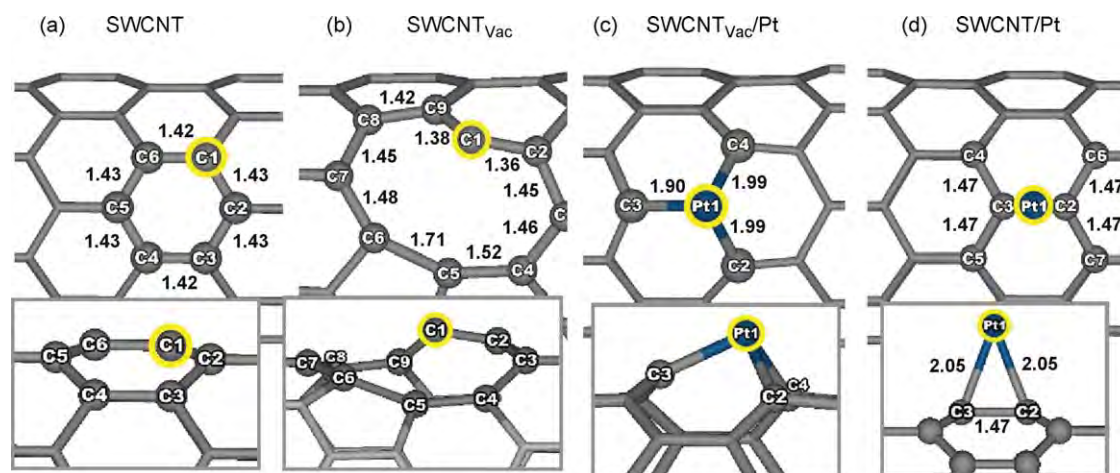 (a) SWCNT
(b) SWCNTVac
(c) SWCNTVac/Pt
(d) SWCNT/Pt
1.42
C6
C1
1.43
1.43
C5
C2
1.43
1.43
C4
C3
1.42
C5
C6
C1
C2
C4
C3
1.42
C9
C8
1.38
C1
C2
1.36
1.45
C7
1.45
1.48
C
1.46
C6
1.71
1.52
C5
C4
C1
C2
C7
C8
C9
C3
C6
C5
C4
C4
1.90
1.99
C3
Pt1
1.99
C2
Pt1
C3
C4
C2
C4
C6
1.47
1.47
C3
Pt1
C2
1.47
1.47
C5
C7
Pt1
2.05
2.05
C3
C2
1.47